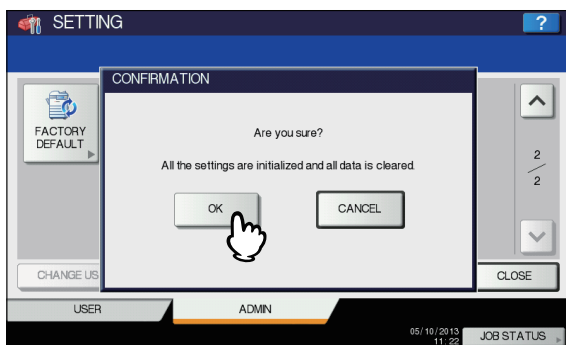 SETTING
?
CONFIRMATION
FACTORY
DEFAULT
Are you sure?
All the settings are initialized and all data is cleared.
OK
CANCEL
2
2
CHANGE US
CLOSE
USER
ADMIN
05/10/2013
11:22
JOB STATUS